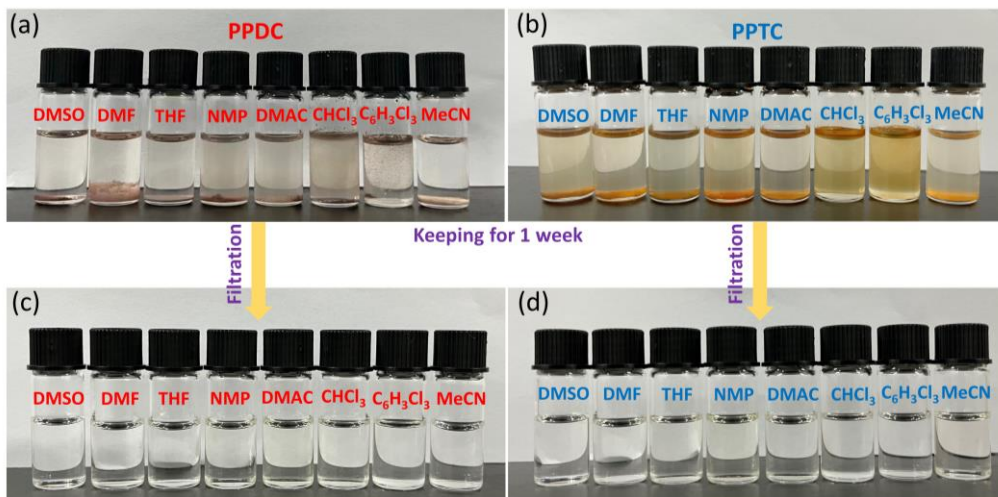 (a)
PPDC
DMSO DMF THF NMP DMAC CHCl₃ C₆H₃Cl₃ MeCN
(b)
PPTC
DMSO DMF THF NMP DMAC CHCl₃ C₆H₃Cl₃ MeCN
Filtration
Keeping for 1 week
Filtration
(c)
DMSO DMF THF NMP DMAC CHCl₃ C₆H₃Cl₃ MeCN
(d)
DMSO DMF THF NMP DMAC CHCl₃ C₆H₃Cl₃ MeCN